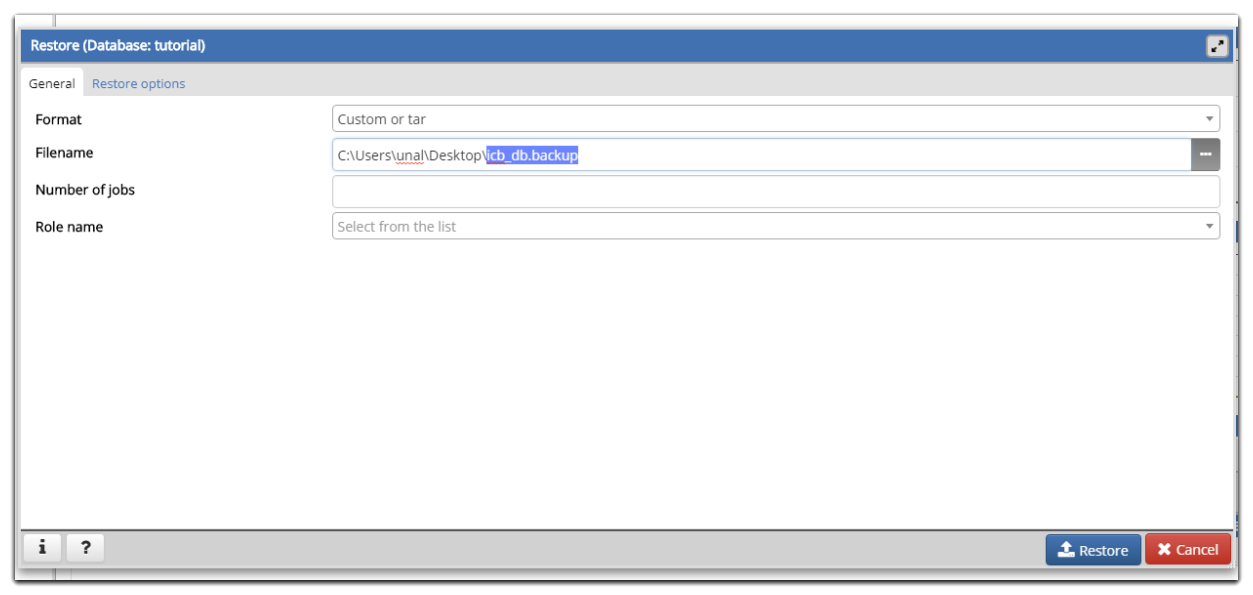 Restore (Database: tutorial)
General Restore options
Format Custom or tar
Filename C:\Users\unal\Desktop\icb_db.backup
Number of jobs
Role name Select from the list
i ? Restore Cancel